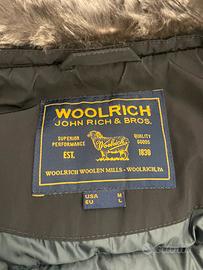 WOOLRICH
JOHN RICH & BROS.
SUPERIOR PERFORMANCE
QUALITY GOODS
Woolrich
EST.
1830
WOOLRICH WOOLEN MILLS - WOOLRICH, PA
USA M
EU L